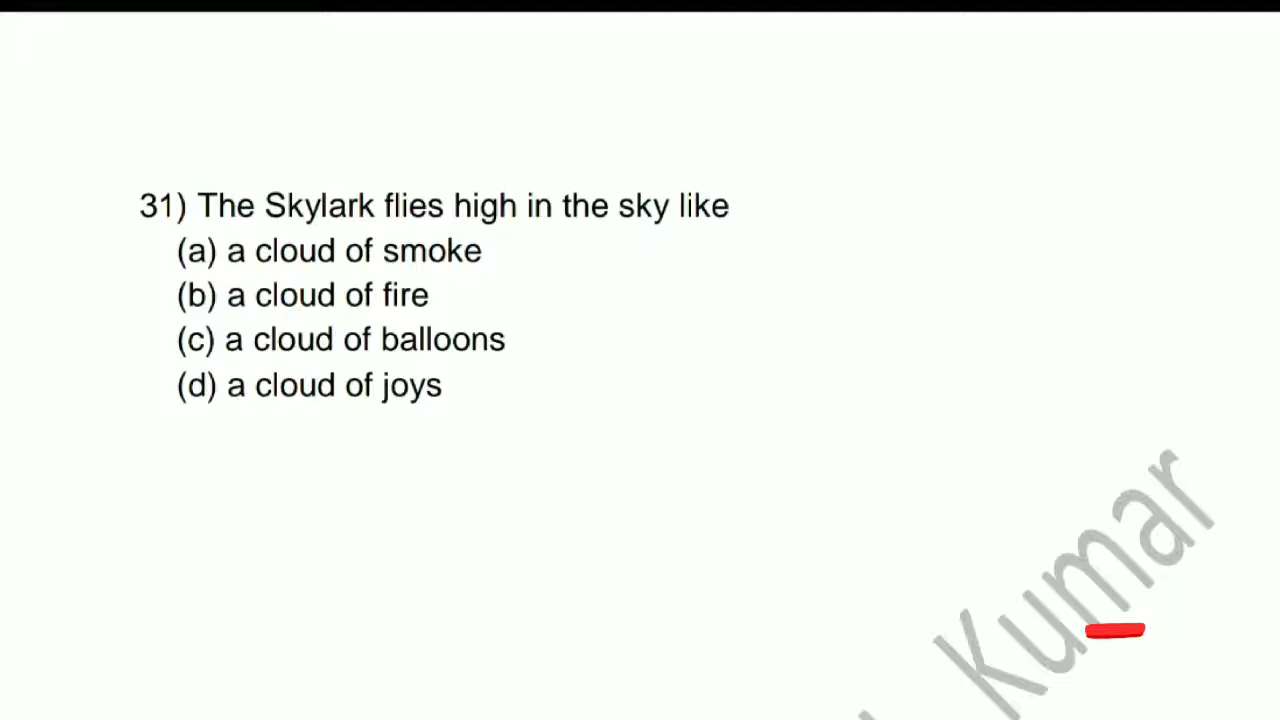 31) The Skylark flies high in the sky like
(a) a cloud of smoke
(b) a cloud of fire
(c) a cloud of balloons
(d) a cloud of joys
Kumar